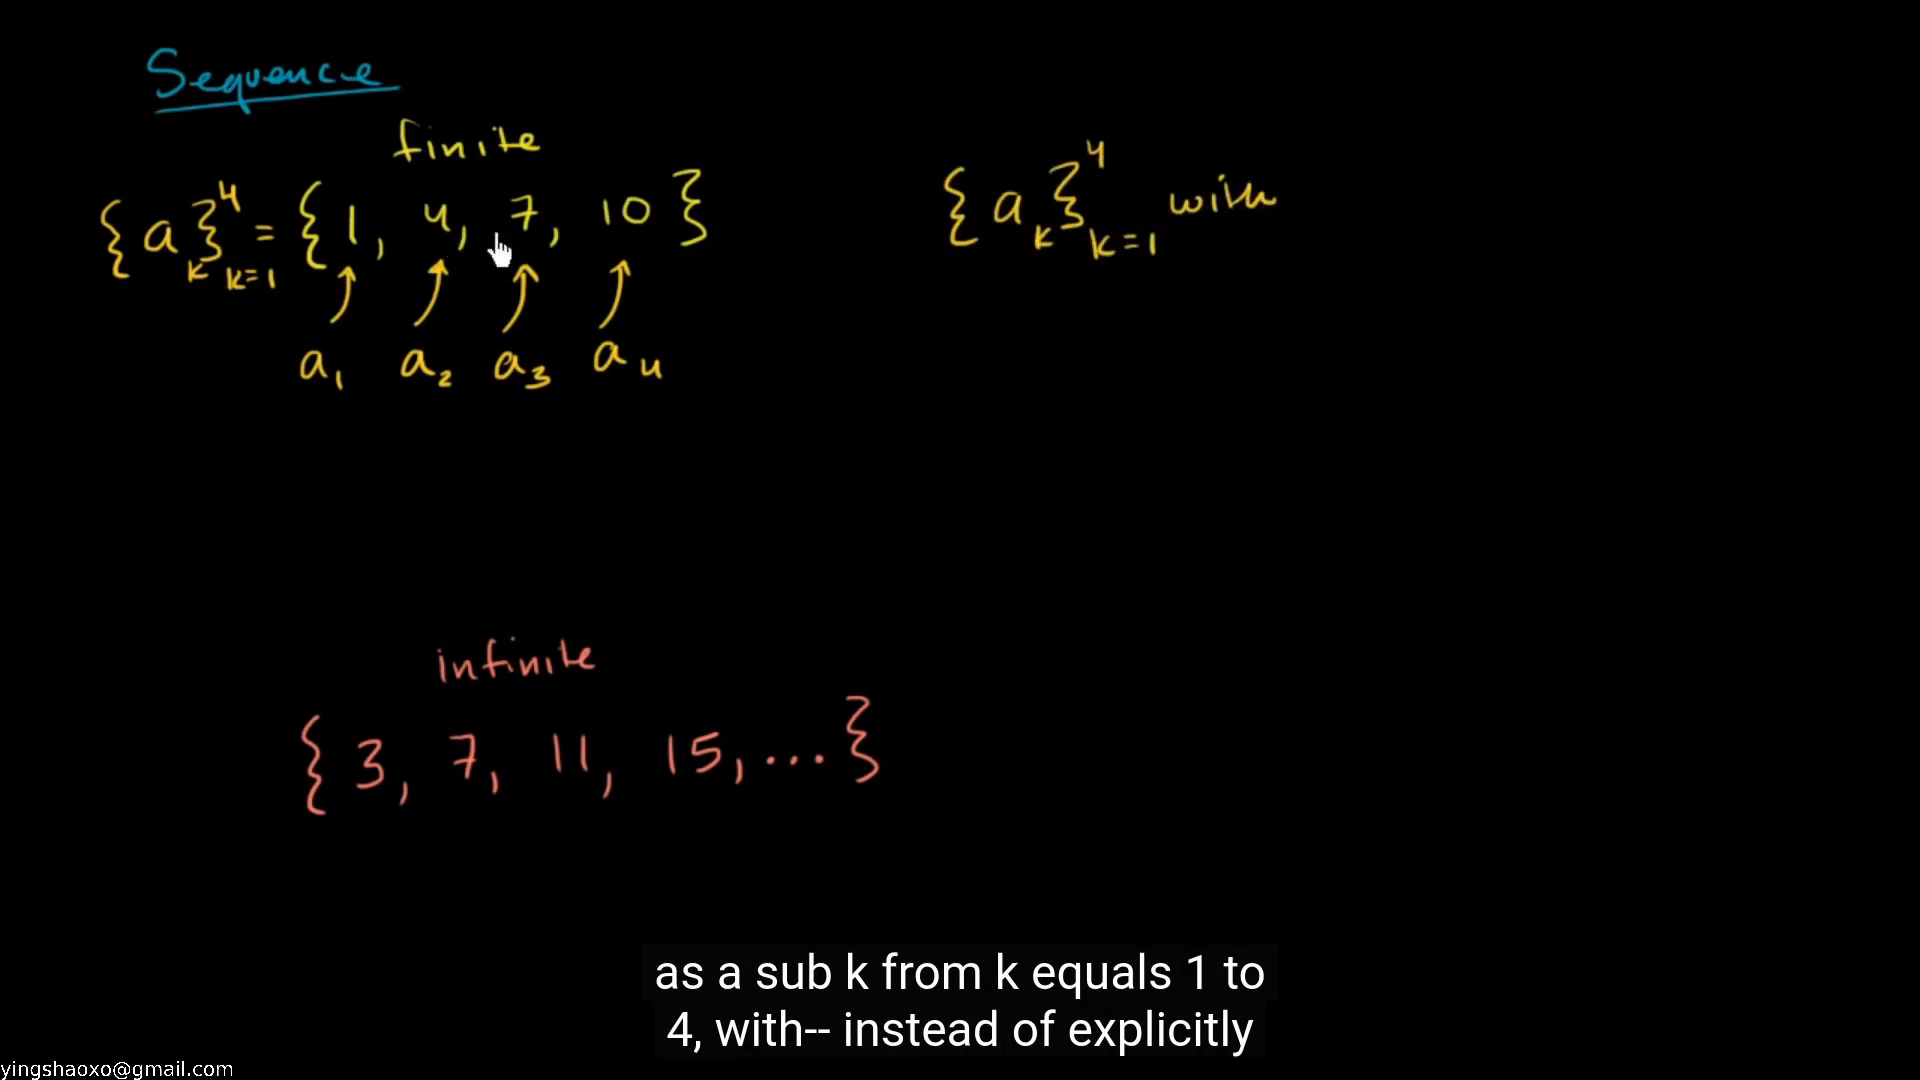 Sequence
finite
{a_k}^4_{k=1} = {1, 4, 7, 10}
{a_k}^4_{k=1} with
a_1 a_2 a_3 a_4
infinite
{3, 7, 11, 15, ...}
as a sub k from k equals 1 to
4, with-- instead of explicitly
yingshaoxo@gmail.com